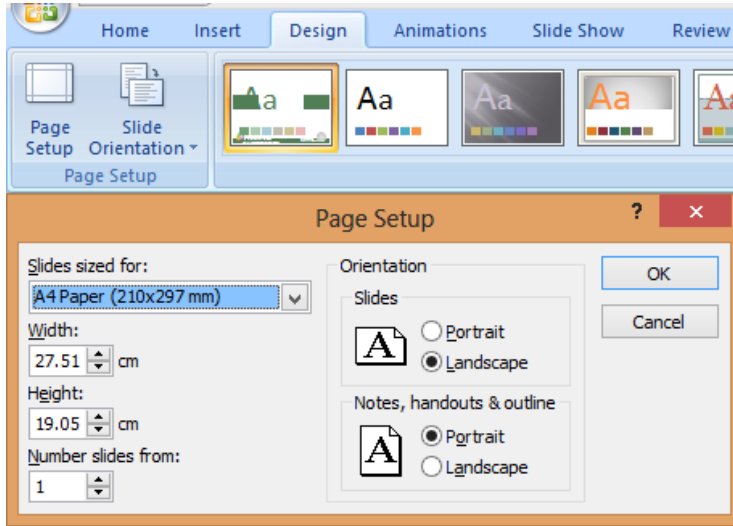 Home Insert Design Animations Slide Show Review
Aa Aa Aa Aa A
Page Setup
Slide Orientation
Page Setup
Page Setup ? ×
Slides sized for:
A4 Paper (210x297 mm)
Width:
27.51 cm
Height:
19.05 cm
Number slides from:
1
Orientation
Slides
A
Portrait
Landscape
Notes, handouts & outline
A
Portrait
Landscape
OK
Cancel